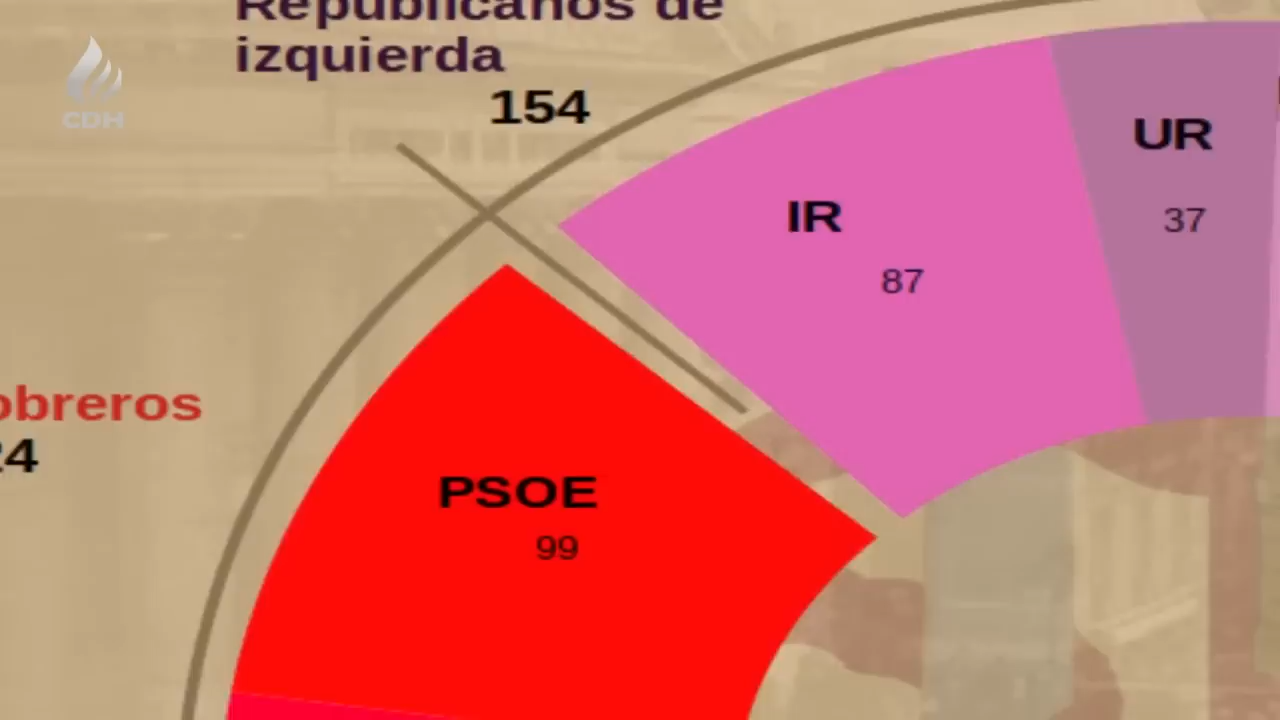 Republicanos de
izquierda
154
CDH
UR
37
IR
87
obreros
24
PSOE
99